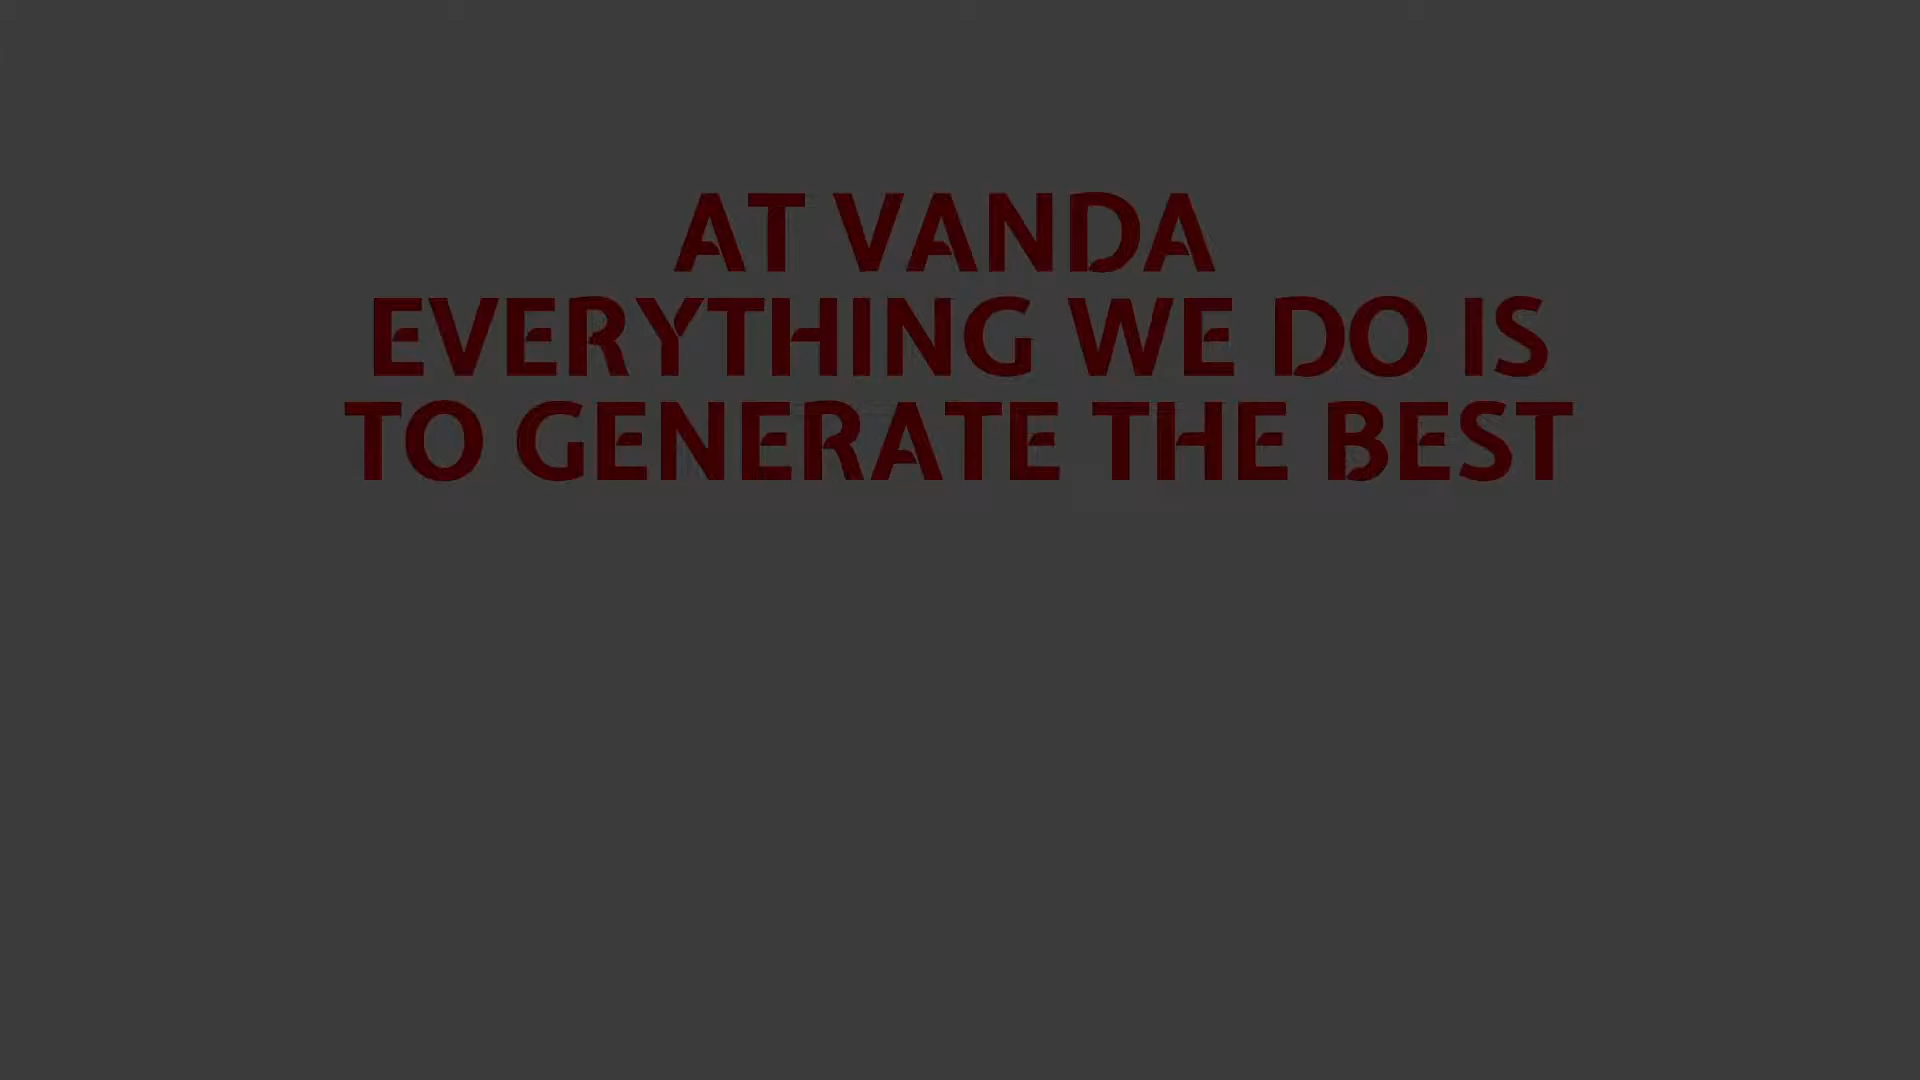 AT VANDA
EVERYTHING WE DO IS
TO GENERATE THE BEST